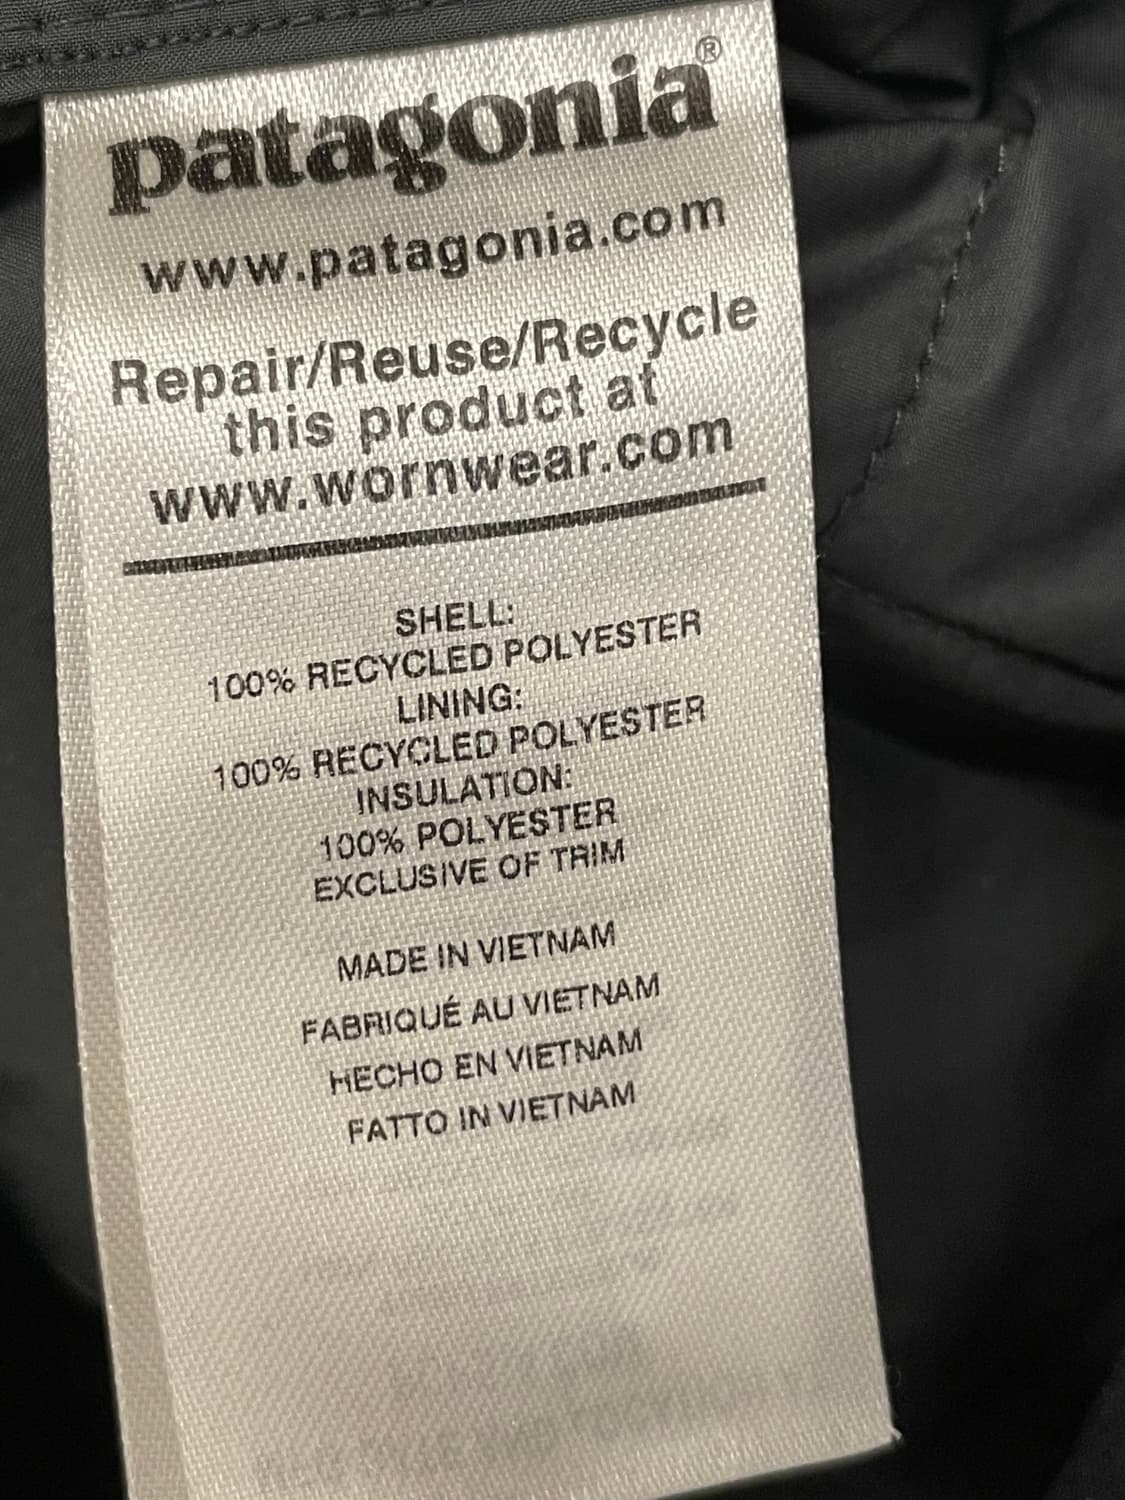 patagonia®
www.patagonia.com
Repair/Reuse/Recycle
this product at
www.wornwear.com
SHELL:
100% RECYCLED POLYESTER
LINING:
100% RECYCLED POLYESTER
INSULATION:
100% POLYESTER
EXCLUSIVE OF TRIM
MADE IN VIETNAM
FABRIQUÉ AU VIETNAM
HECHO EN VIETNAM
FATTO IN VIETNAM